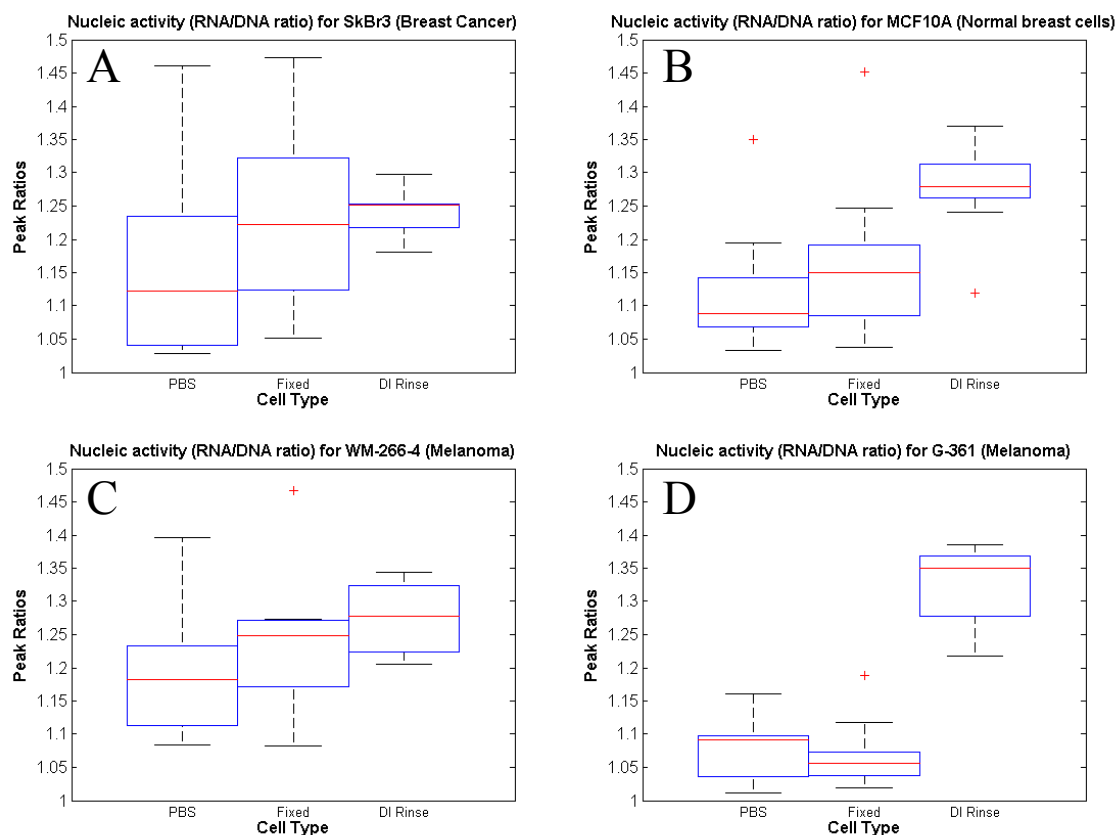 Nucleic activity (RNA/DNA ratio) for SkBr3 (Breast Cancer)
A
1.5
1.45
1.4
1.35
1.3
1.25
1.2
1.15
1.1
1.05
1
Peak Ratios
PBS Fixed DI Rinse
Cell Type
Nucleic activity (RNA/DNA ratio) for MCF10A (Normal breast cells)
B
1.5
1.45
1.4
1.35
1.3
1.25
1.2
1.15
1.1
1.05
1
Peak Ratios
PBS Fixed DI Rinse
Cell Type
Nucleic activity (RNA/DNA ratio) for WM-266-4 (Melanoma)
C
1.5
1.45
1.4
1.35
1.3
1.25
1.2
1.15
1.1
1.05
1
Peak Ratios
PBS Fixed DI Rinse
Cell Type
Nucleic activity (RNA/DNA ratio) for G-361 (Melanoma)
D
1.5
1.45
1.4
1.35
1.3
1.25
1.2
1.15
1.1
1.05
1
Peak Ratios
PBS Fixed DI Rinse
Cell Type